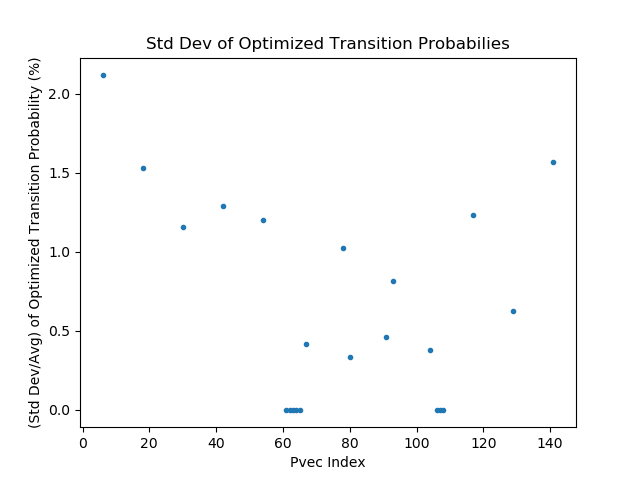 Std Dev of Optimized Transition Probabilies
(Std Dev/Avg) of Optimized Transition Probability (%)
2.0
1.5
1.0
0.5
0.0
0 20 40 60 80 100 120 140
Pvec Index